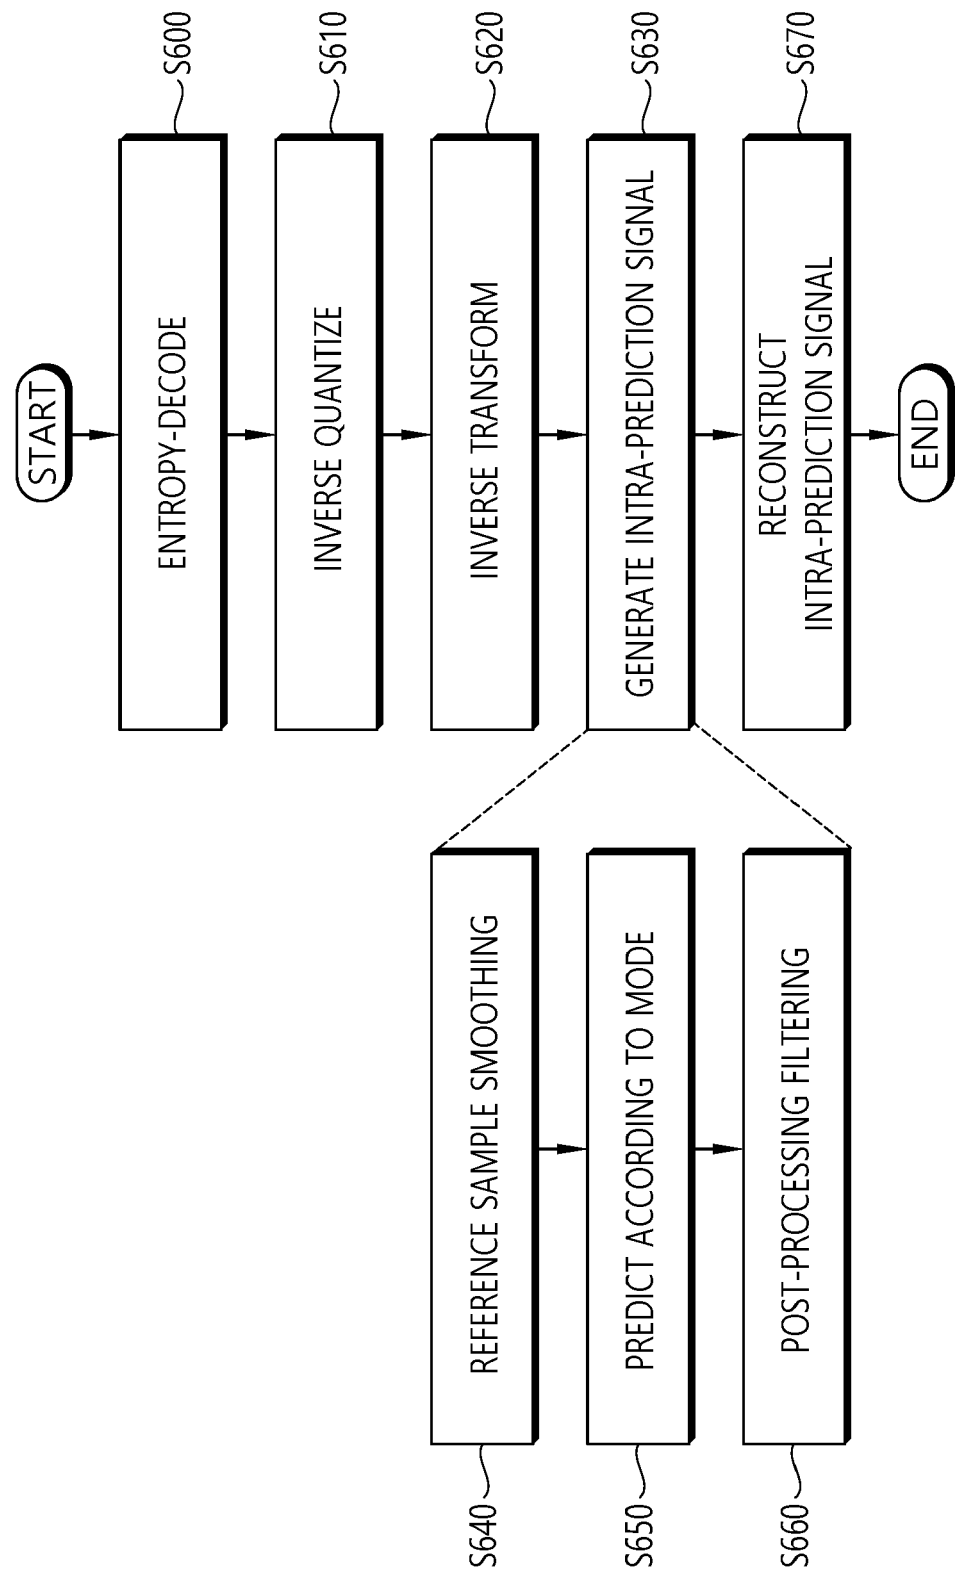 START
ENTROPY-DECODE
S600
INVERSE QUANTIZE
S610
INVERSE TRANSFORM
S620
GENERATE INTRA-PREDICTION SIGNAL
S630
S640
REFERENCE SAMPLE SMOOTHING
S650
PREDICT ACCORDING TO MODE
S660
POST-PROCESSING FILTERING
RECONSTRUCT
INTRA-PREDICTION SIGNAL
S670
END